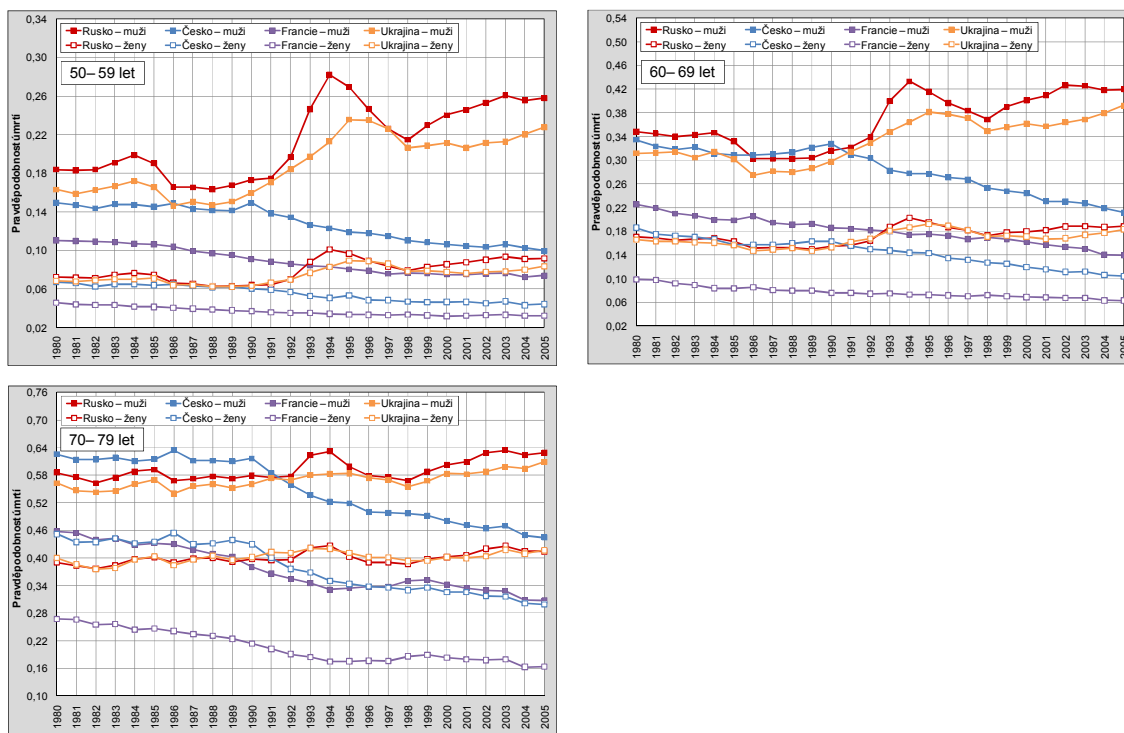 Rusko – muži Česko – muži Francie – muži Ukrajina – muži
Rusko – ženy Česko – ženy Francie – ženy Ukrajina – ženy
50– 59 let
Pravděpodobnostúmrtí
0,34
0,30
0,26
0,22
0,18
0,14
0,10
0,06
0,02
1980 1981 1982 1983 1984 1985 1986 1987 1988 1989 1990 1991 1992 1993 1994 1995 1996 1997 1998 1999 2000 2001 2002 2003 2004 2005
Rusko – muži Česko – muži Francie – muži Ukrajina – muži
Rusko – ženy Česko – ženy Francie – ženy Ukrajina – ženy
60– 69 let
Pravděpodobnostúmrtí
0,54
0,50
0,46
0,42
0,38
0,34
0,30
0,26
0,22
0,18
0,14
0,10
0,06
0,02
1980 1981 1982 1983 1984 1985 1986 1987 1988 1989 1990 1991 1992 1993 1994 1995 1996 1997 1998 1999 2000 2001 2002 2003 2004 2005
Rusko – muži Česko – muži Francie – muži Ukrajina – muži
Rusko – ženy Česko – ženy Francie – ženy Ukrajina – ženy
70– 79 let
Pravděpodobnostúmrtí
0,76
0,70
0,64
0,58
0,52
0,46
0,40
0,34
0,28
0,22
0,16
0,10
1980 1981 1982 1983 1984 1985 1986 1987 1988 1989 1990 1991 1992 1993 1994 1995 1996 1997 1998 1999 2000 2001 2002 2003 2004 2005